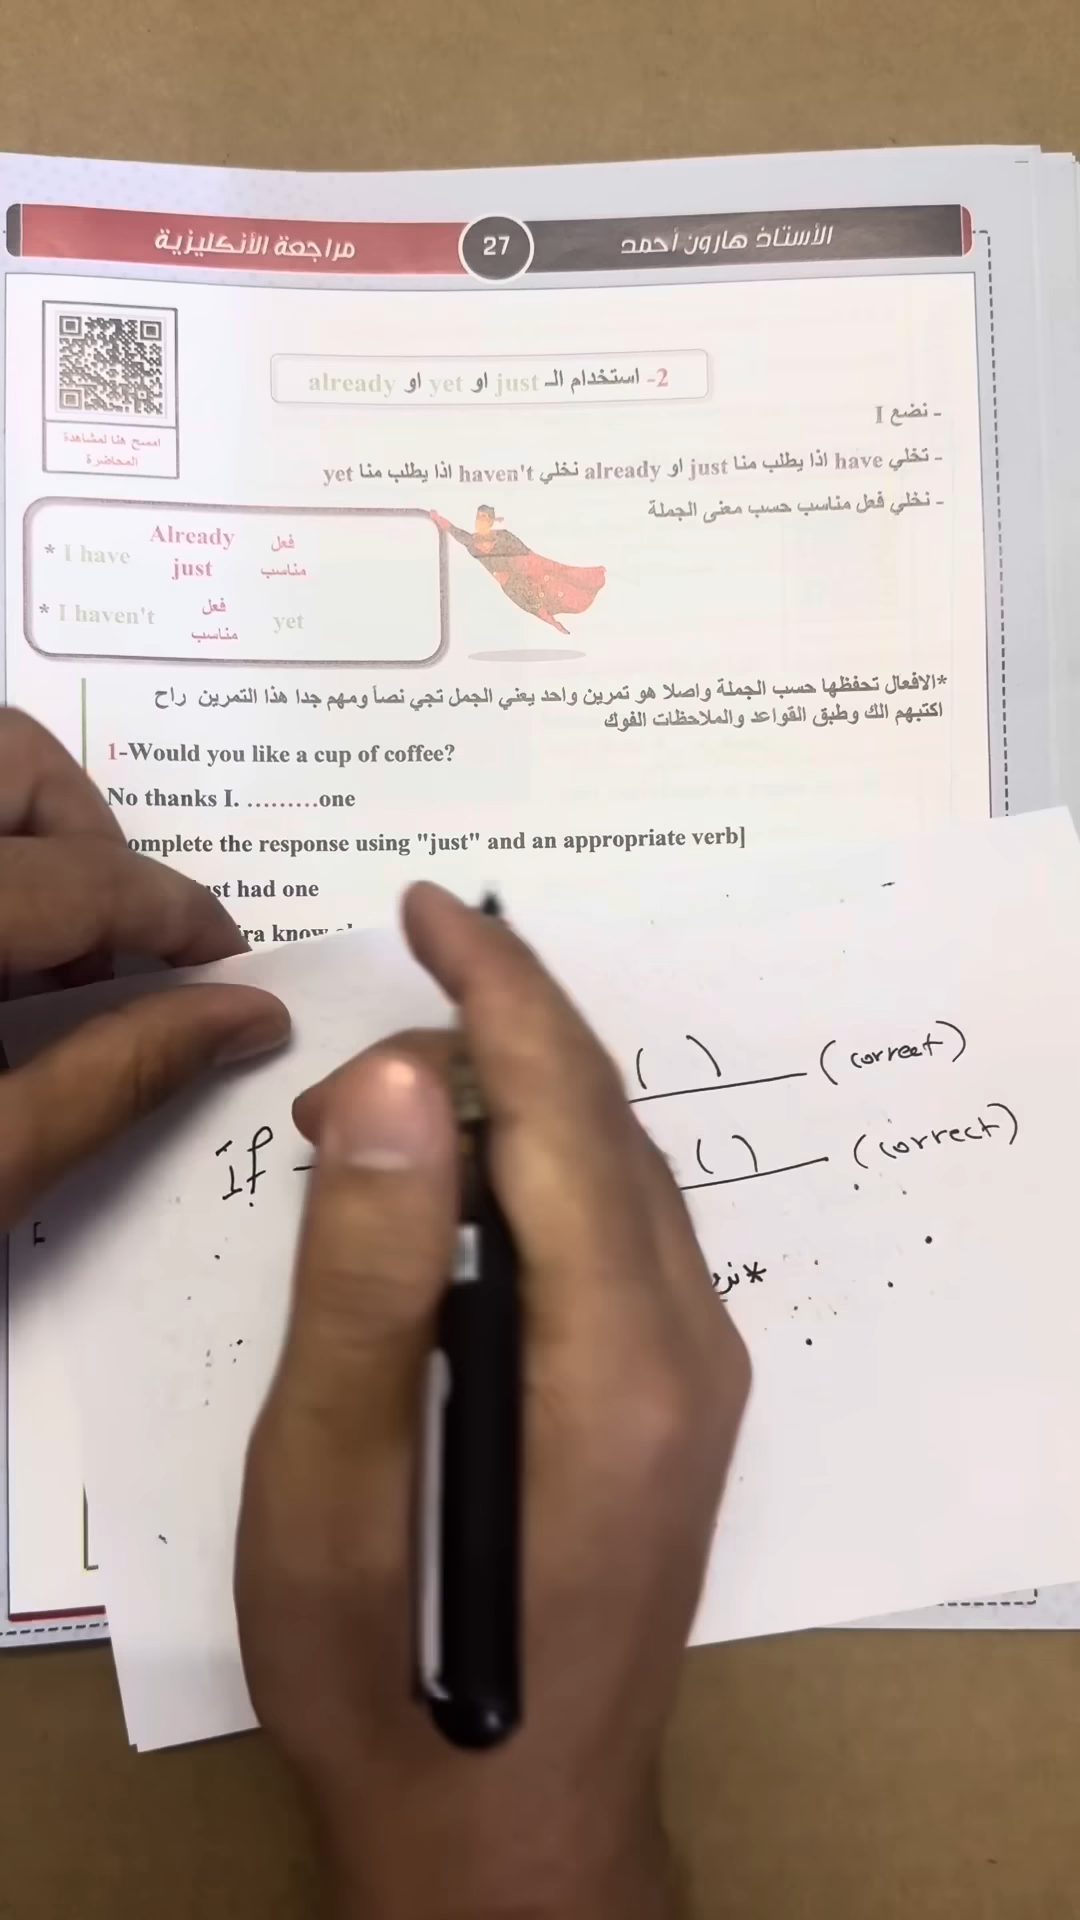 الأستاذ هارون أحمد
27
مراجعة الأنكليزية
امسح هنا لمشاهدة
المحاضرة
2- استخدام الـ just او yet او already
- نضع I
- تخلي have اذا يطلب منا just او already نخلي haven't اذا يطلب منا yet
- نخلي فعل مناسب حسب معنى الجملة
* I have Already just فعل مناسب
* I haven't فعل مناسب yet
*الافعال تحفظها حسب الجملة واصلا هو تمرين واحد يعني الجمل تجي نصاً ومهم جدا هذا التمرين راح
اكتبهم الك وطبق القواعد والملاحظات الفوك
1-Would you like a cup of coffee?
No thanks I. .........one
omplete the response using "just" and an appropriate verb]
st had one
ra know
( ) (correct)
If ( ) (correct)